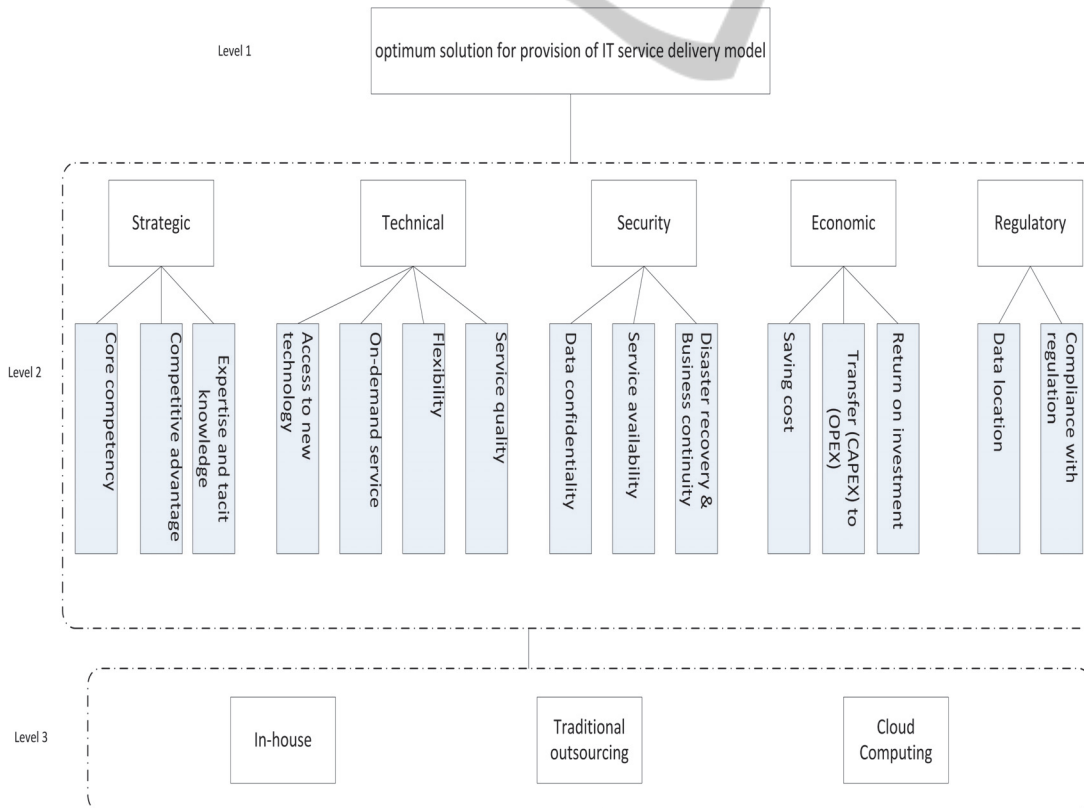 Level 1
optimum solution for provision of IT service delivery model
Level 2
Strategic
Technical
Security
Economic
Regulatory
Core competency
Competitive advantage
Expertise and tacit
knowledge
Access to new
technology
On-demand service
Flexibility
Service quality
Data confidentiality
Service availability
Disaster recovery &
Business continuity
Saving cost
Transfer (CAPEX) to
(OPEX)
Return on investment
Data location
Compliance with
regulation
Level 3
In-house
Traditional
outsourcing
Cloud
Computing